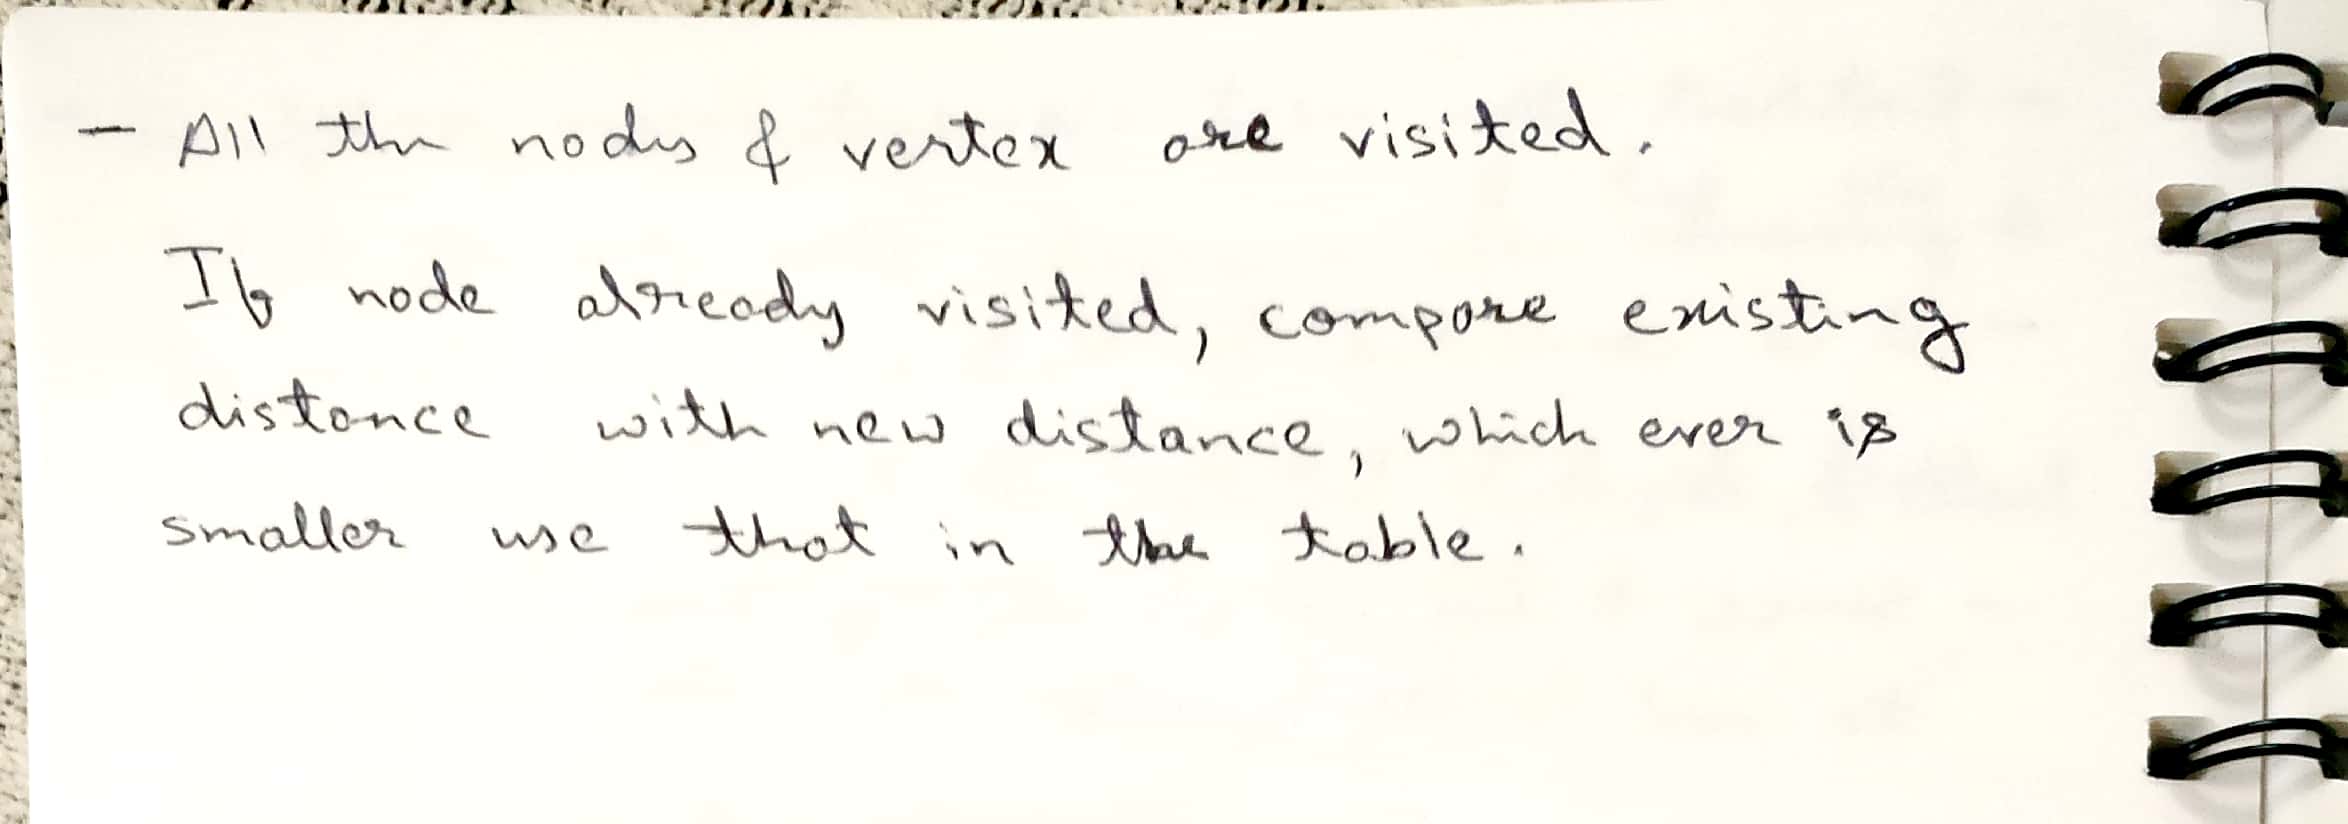 - All the nodes & vertex are visited.
If node already visited, compare existing
distance with new distance, which ever is
smaller use that in the table.